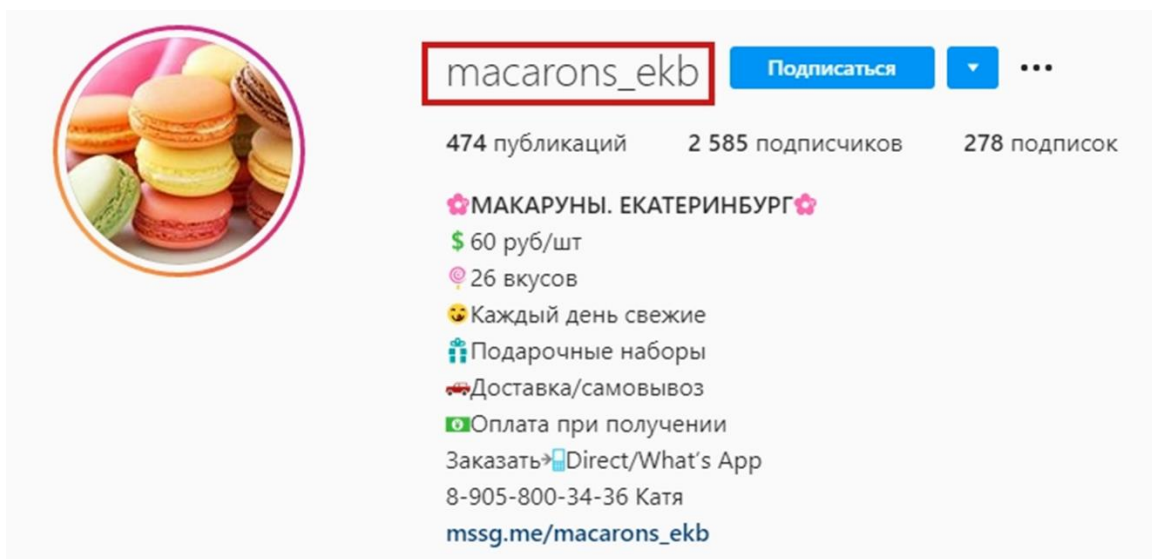 macarons_ekb Подписаться
474 публикаций 2 585 подписчиков 278 подписок
🌸МАКАРУНЫ. ЕКАТЕРИНБУРГ🌸
💲60 руб/шт
🍭26 вкусов
😋Каждый день свежие
🎁Подарочные наборы
🚗Доставка/самовывоз
💵Оплата при получении
Заказать➔📲Direct/What's App
8-905-800-34-36 Катя
mssg.me/macarons_ekb